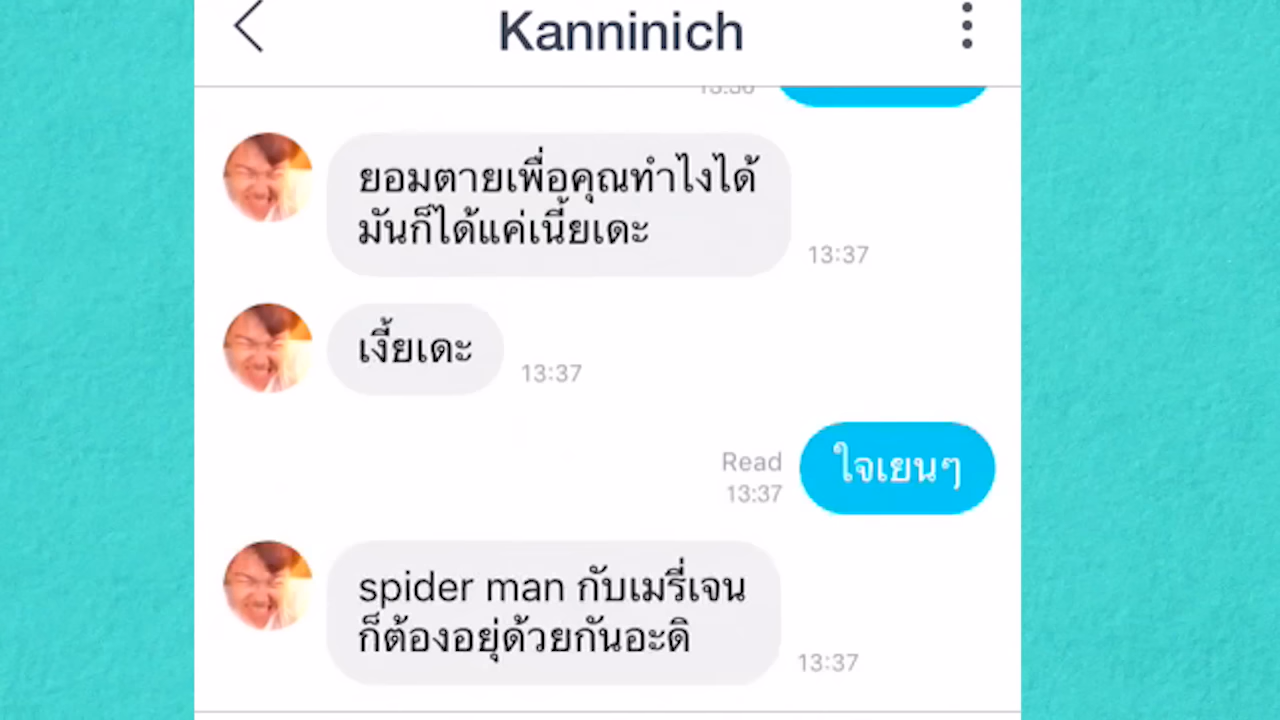 Kanninich
ยอมตายเพื่อคุณทำไงได้
มันก็ได้แค่เนี้ยเดะ
13:37
เงี้ยเดะ
13:37
Read
13:37
ใจเยนๆ
spider man กับเมรี่เจน
ก็ต้องอยุ่ด้วยกันอะดิ
13:37